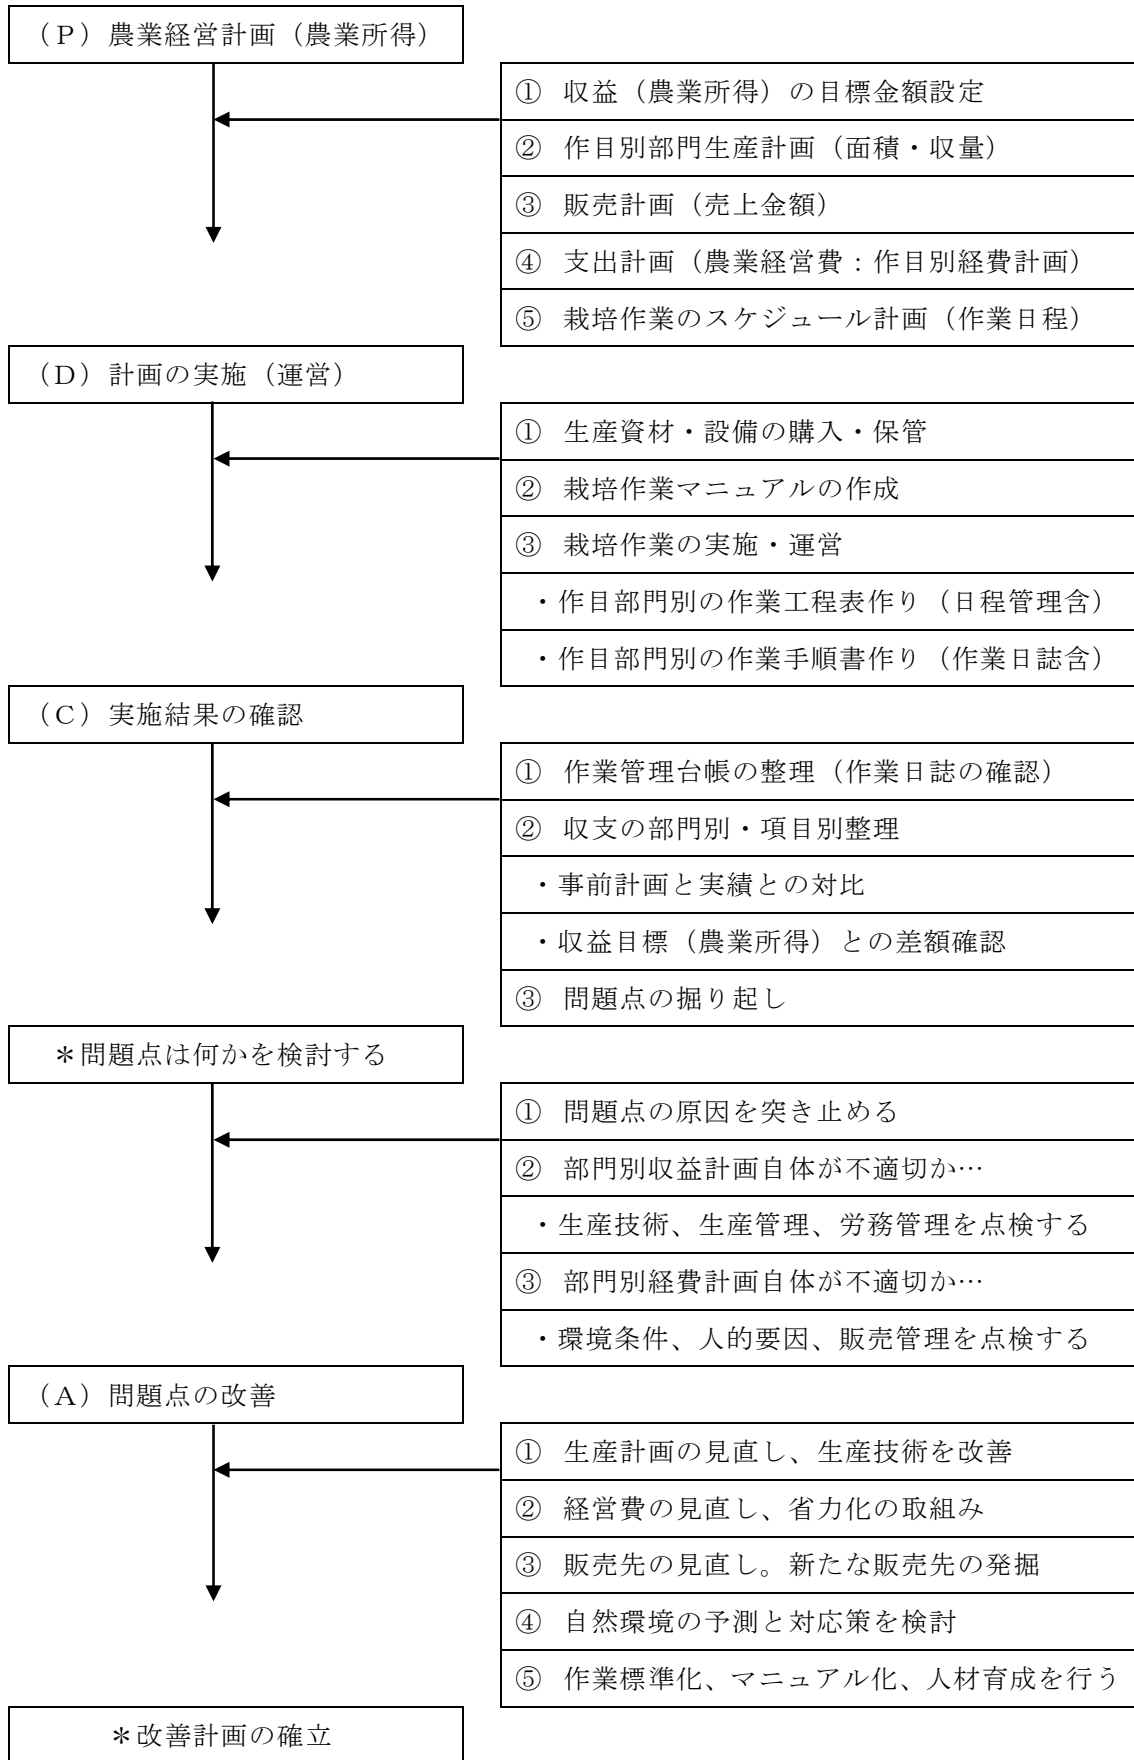 （Ｐ）農業経営計画（農業所得）
① 収益（農業所得）の目標金額設定
② 作目別部門生産計画（面積・収量）
③ 販売計画（売上金額）
④ 支出計画（農業経営費：作目別経費計画）
⑤ 栽培作業のスケジュール計画（作業日程）
（Ｄ）計画の実施（運営）
① 生産資材・設備の購入・保管
② 栽培作業マニュアルの作成
③ 栽培作業の実施・運営
・作目部門別の作業工程表作り（日程管理含）
・作目部門別の作業手順書作り（作業日誌含）
（Ｃ）実施結果の確認
① 作業管理台帳の整理（作業日誌の確認）
② 収支の部門別・項目別整理
・事前計画と実績との対比
・収益目標（農業所得）との差額確認
③ 問題点の掘り起し
＊問題点は何かを検討する
① 問題点の原因を突き止める
② 部門別収益計画自体が不適切か…
・生産技術、生産管理、労務管理を点検する
③ 部門別経費計画自体が不適切か…
・環境条件、人的要因、販売管理を点検する
（Ａ）問題点の改善
① 生産計画の見直し、生産技術を改善
② 経営費の見直し、省力化の取組み
③ 販売先の見直し。新たな販売先の発掘
④ 自然環境の予測と対応策を検討
⑤ 作業標準化、マニュアル化、人材育成を行う
＊改善計画の確立